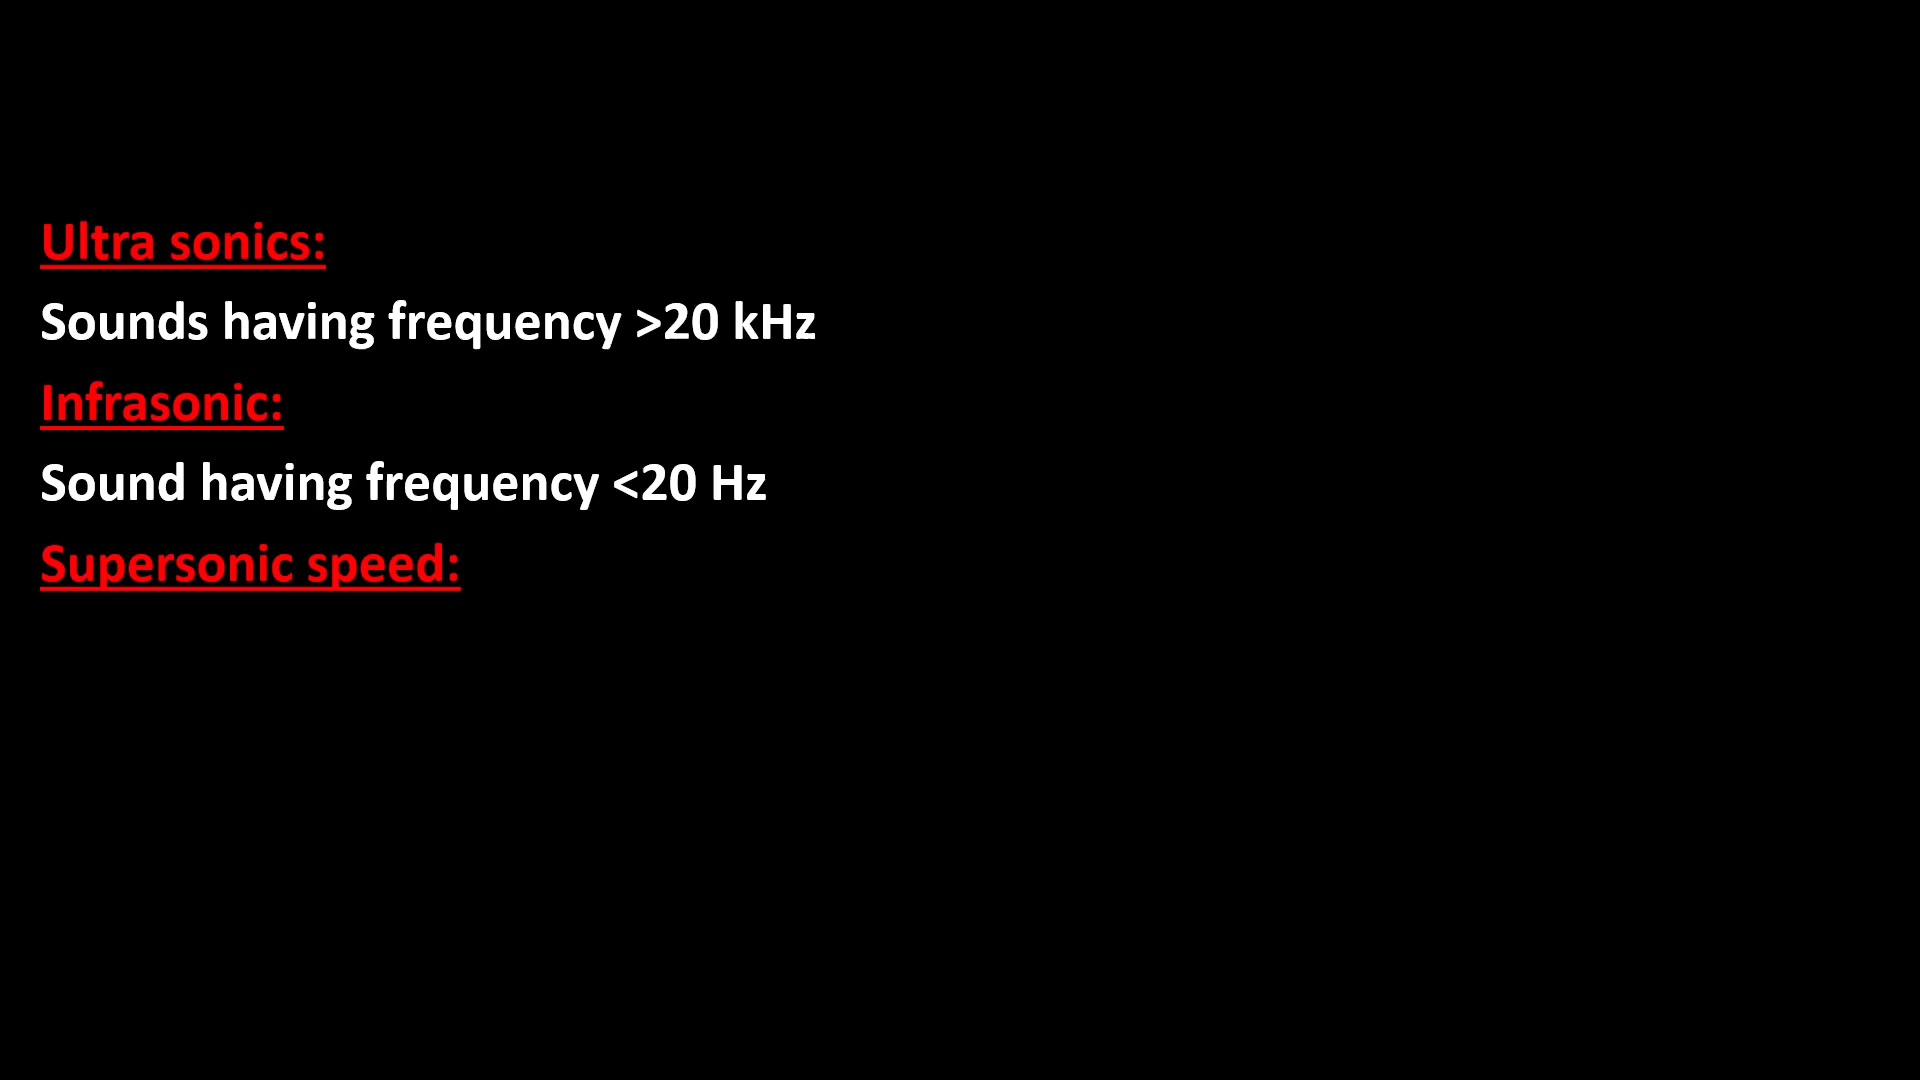 Ultra sonics:
Sounds having frequency >20 kHz
Infrasonic:
Sound having frequency <20 Hz
Supersonic speed: